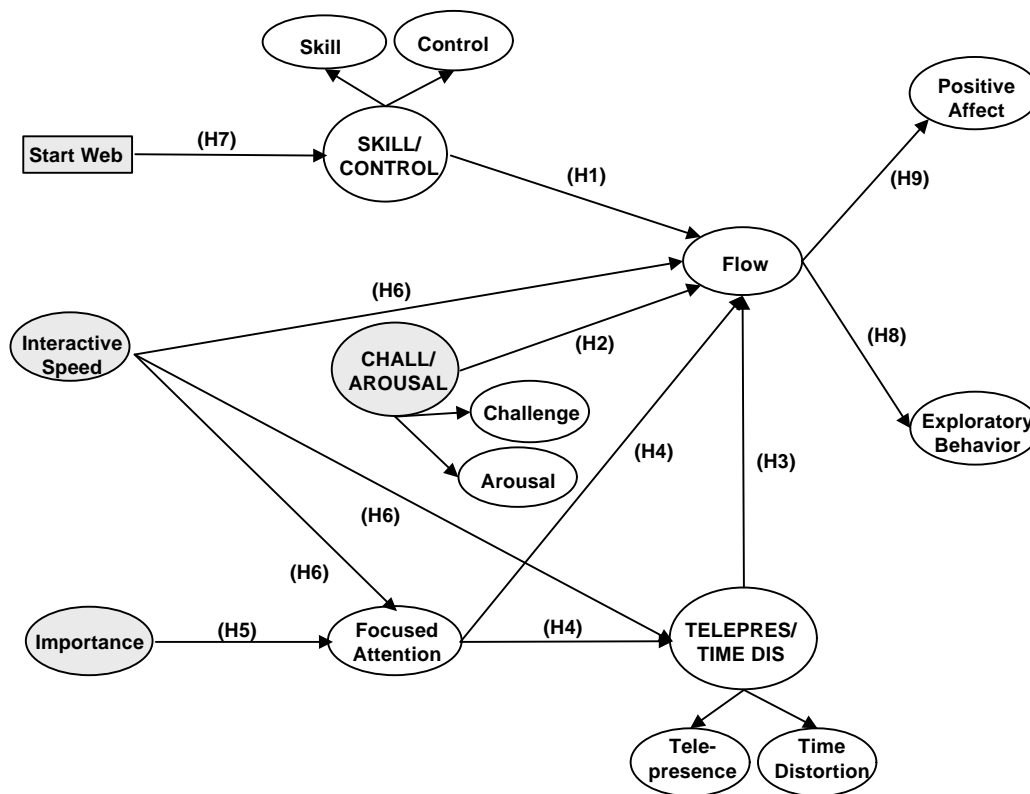 Skill
Control
Positive
Affect
(H7)
Start Web
SKILL/
CONTROL
(H1)
(H9)
Flow
(H6)
Interactive
Speed
(H2)
(H8)
CHALL/
AROUSAL
Challenge
Exploratory
Behavior
(H4)
(H3)
Arousal
(H6)
(H6)
Importance
(H5)
Focused
Attention
(H4)
TELEPRES/
TIME DIS
Tele-
presence
Time
Distortion